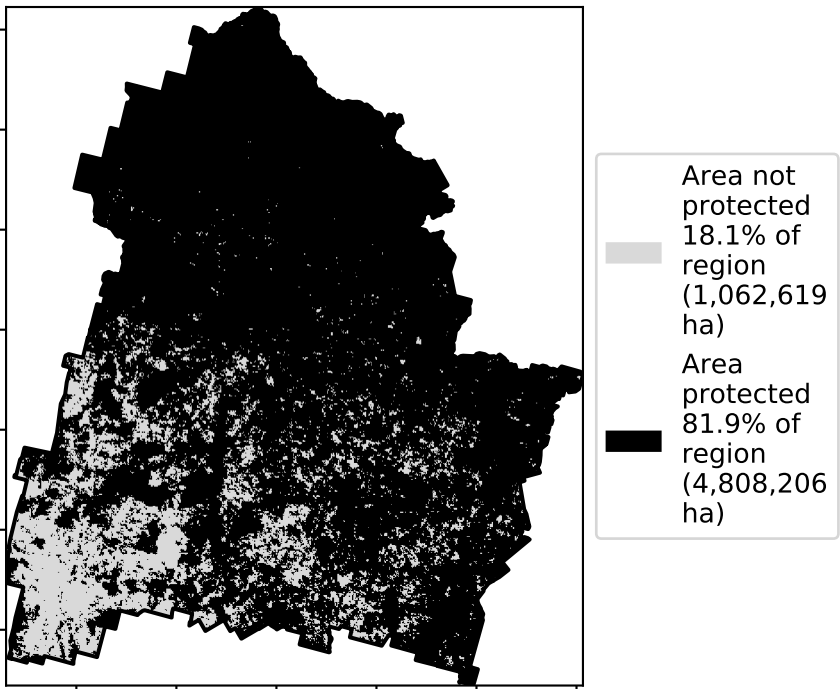 Area not
protected
18.1% of
region
(1,062,619
ha)
Area
protected
81.9% of
region
(4,808,206
ha)